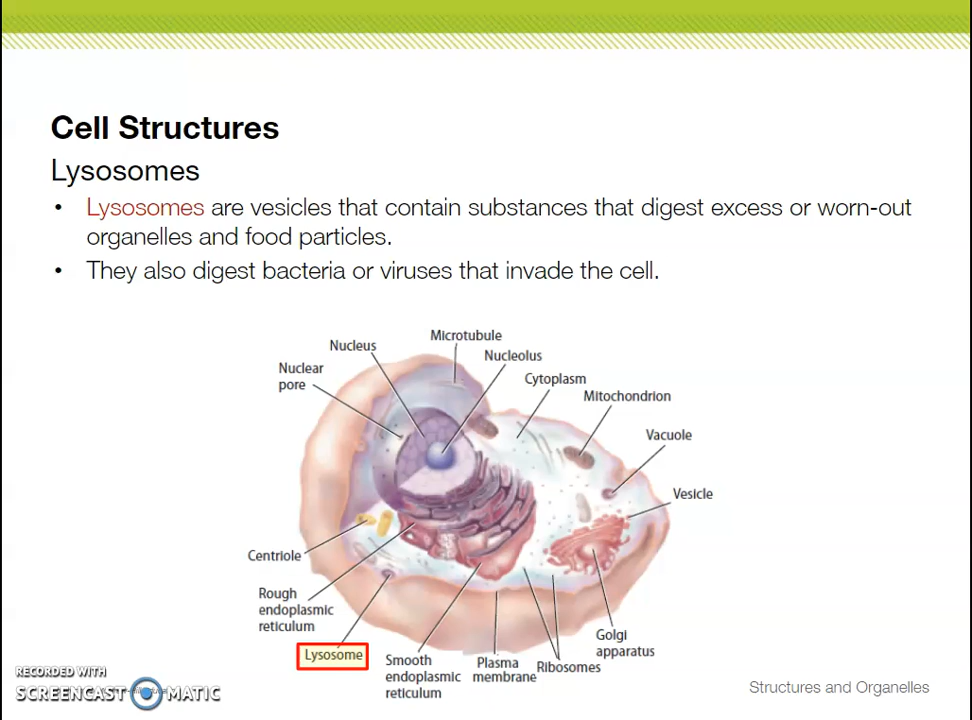 Cell Structures
Lysosomes
• Lysosomes are vesicles that contain substances that digest excess or worn-out
organelles and food particles.
• They also digest bacteria or viruses that invade the cell.
Microtubule
Nucleus
Nucleolus
Nuclear
pore
Cytoplasm
Mitochondrion
Vacuole
Vesicle
Centriole
Rough
endoplasmic
reticulum
Lysosome
Smooth
endoplasmic
reticulum
Plasma
membrane
Ribosomes
Golgi
apparatus
RECORDED WITH
SCREENCAST MATIC
Structures and Organelles